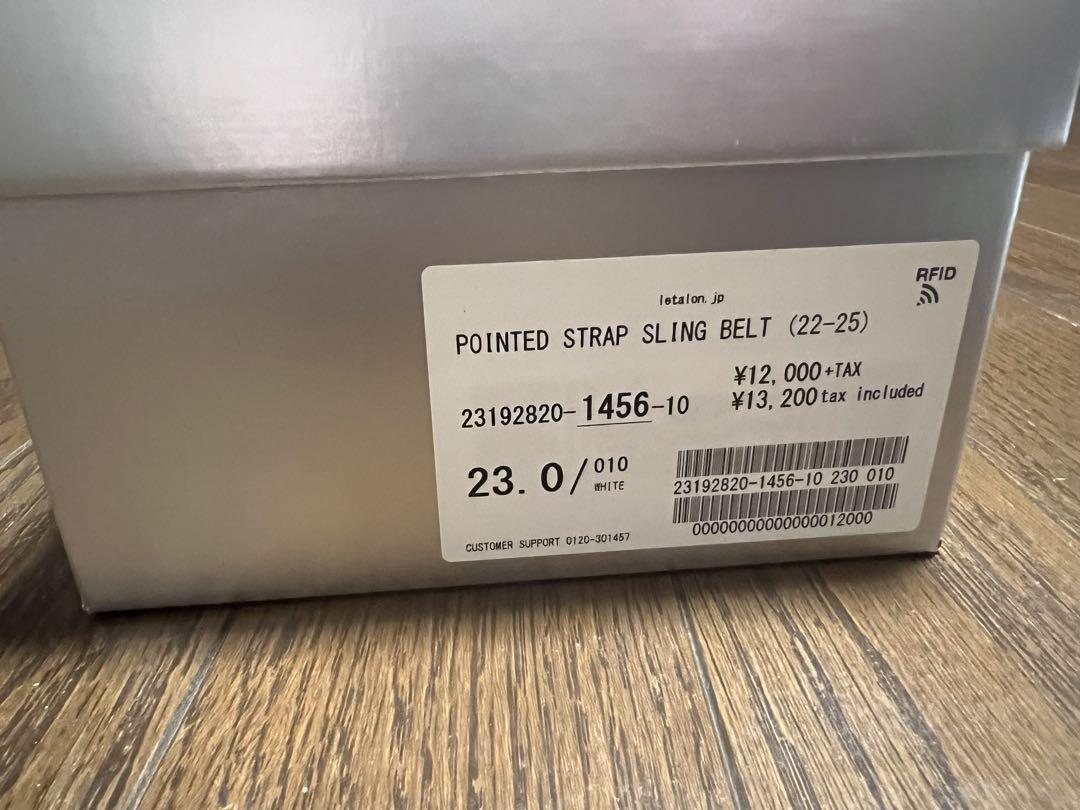 RFID
letalon.jp
POINTED STRAP SLING BELT (22-25)
¥12,000+TAX
23192820-1456-10 ¥13,200 tax included
23.0/010
WHITE
23192820-1456-10 230 010
00000000000000012000
CUSTOMER SUPPORT 0120-301457